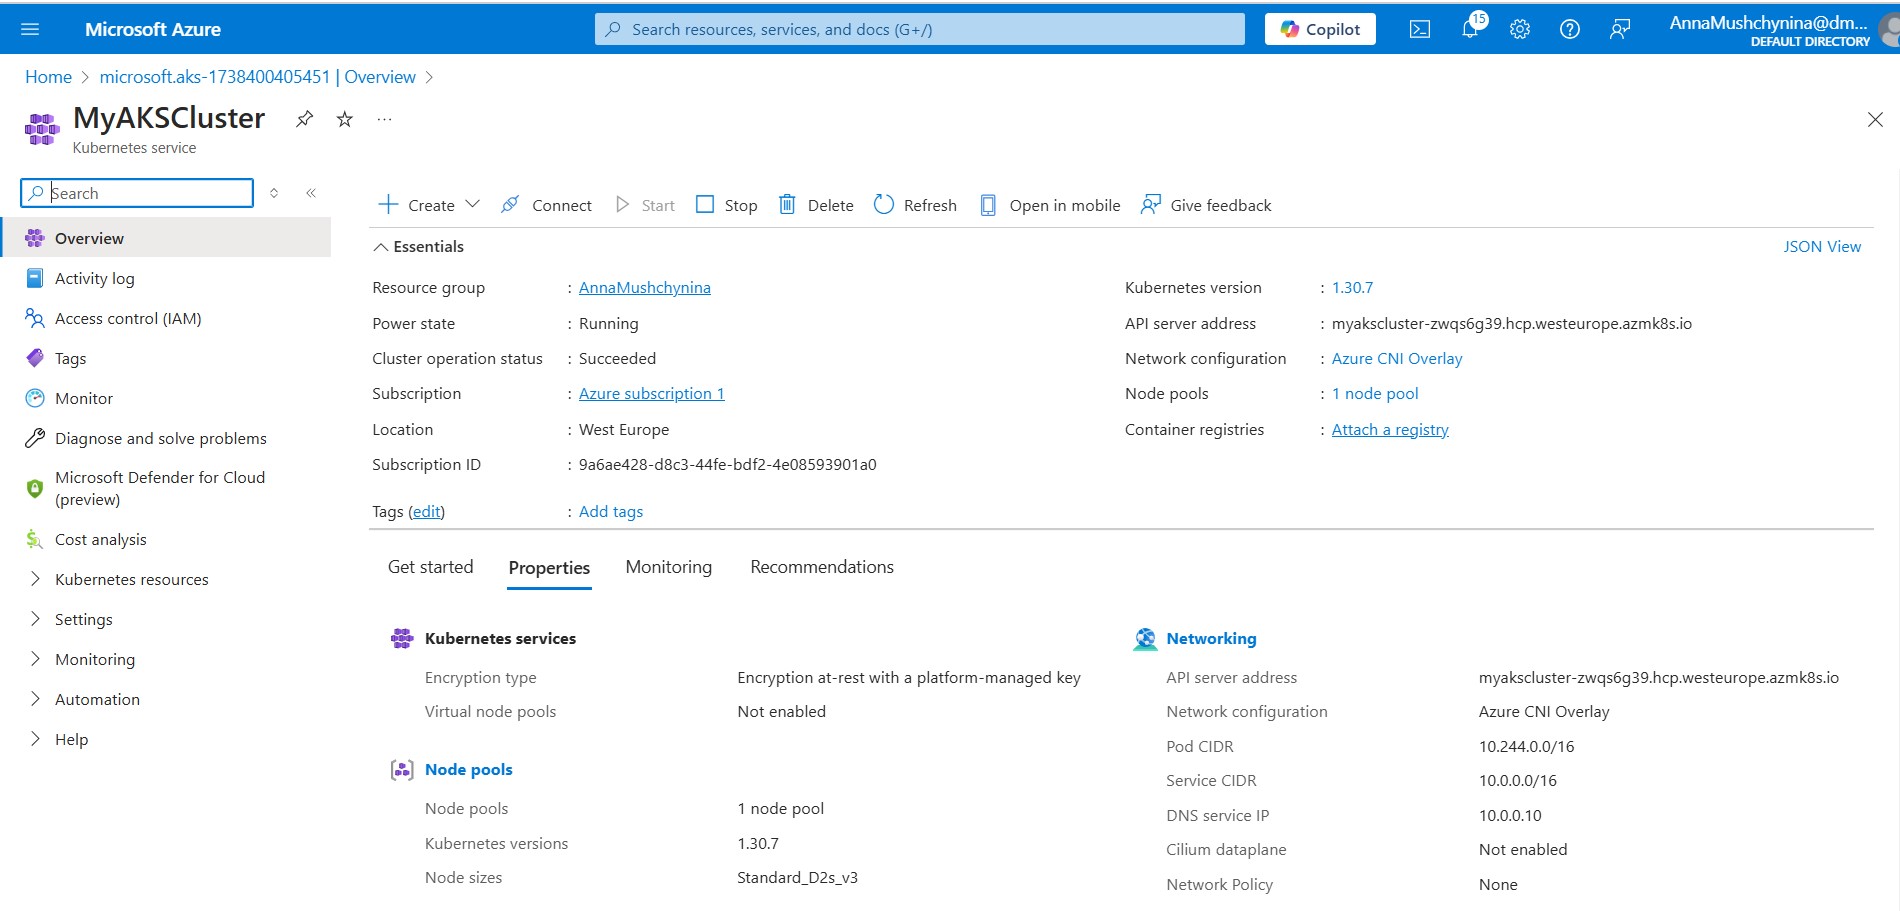 Microsoft Azure
Search resources, services, and docs (G+/)
Copilot
15
AnnaMushchynina@dm...
DEFAULT DIRECTORY
Home > microsoft.aks-1738400405451 | Overview >
MyAKSCluster
Kubernetes service
Search
Overview
Activity log
Access control (IAM)
Tags
Monitor
Diagnose and solve problems
Microsoft Defender for Cloud
(preview)
Cost analysis
Kubernetes resources
Settings
Monitoring
Automation
Help
Create Connect Start Stop Delete Refresh Open in mobile Give feedback
Essentials
JSON View
Resource group : AnnaMushchynina
Power state : Running
Cluster operation status : Succeeded
Subscription : Azure subscription 1
Location : West Europe
Subscription ID : 9a6ae428-d8c3-44fe-bdf2-4e08593901a0
Tags (edit) : Add tags
Kubernetes version : 1.30.7
API server address : myakscluster-zwqs6g39.hcp.westeurope.azmk8s.io
Network configuration : Azure CNI Overlay
Node pools : 1 node pool
Container registries : Attach a registry
Get started Properties Monitoring Recommendations
Kubernetes services
Encryption type Encryption at-rest with a platform-managed key
Virtual node pools Not enabled
Node pools
Node pools 1 node pool
Kubernetes versions 1.30.7
Node sizes Standard_D2s_v3
Networking
API server address myakscluster-zwqs6g39.hcp.westeurope.azmk8s.io
Network configuration Azure CNI Overlay
Pod CIDR 10.244.0.0/16
Service CIDR 10.0.0.0/16
DNS service IP 10.0.0.10
Cilium dataplane Not enabled
Network Policy None